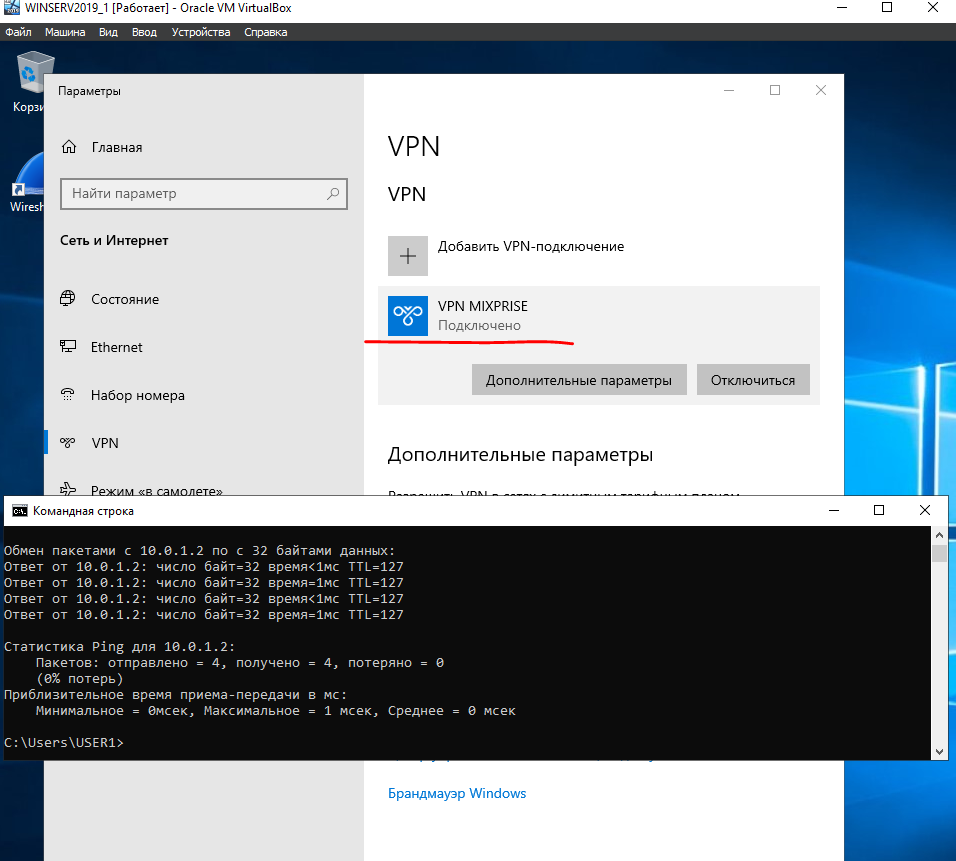 WINSERV2019_1 [Работает] - Oracle VM VirtualBox
Файл Машина Вид Ввод Устройства Справка
Корзи
Wiresh
Параметры
Главная
Найти параметр
Сеть и Интернет
Состояние
Ethernet
Набор номера
VPN
Режим «в самолете»
VPN
VPN
Добавить VPN-подключение
VPN MIXPRISE
Подключено
Дополнительные параметры Отключиться
Дополнительные параметры
Разрешить VPN в сетях с лимитным тарифным планом
Командная строка
Обмен пакетами с 10.0.1.2 по с 32 байтами данных:
Ответ от 10.0.1.2: число байт=32 время<1мс TTL=127
Ответ от 10.0.1.2: число байт=32 время=1мс TTL=127
Ответ от 10.0.1.2: число байт=32 время<1мс TTL=127
Ответ от 10.0.1.2: число байт=32 время=1мс TTL=127
Статистика Ping для 10.0.1.2:
Пакетов: отправлено = 4, получено = 4, потеряно = 0
(0% потерь)
Приблизительное время приема-передачи в мс:
Минимальное = 0мсек, Максимальное = 1 мсек, Среднее = 0 мсек
C:\Users\USER1>
Брандмауэр Windows